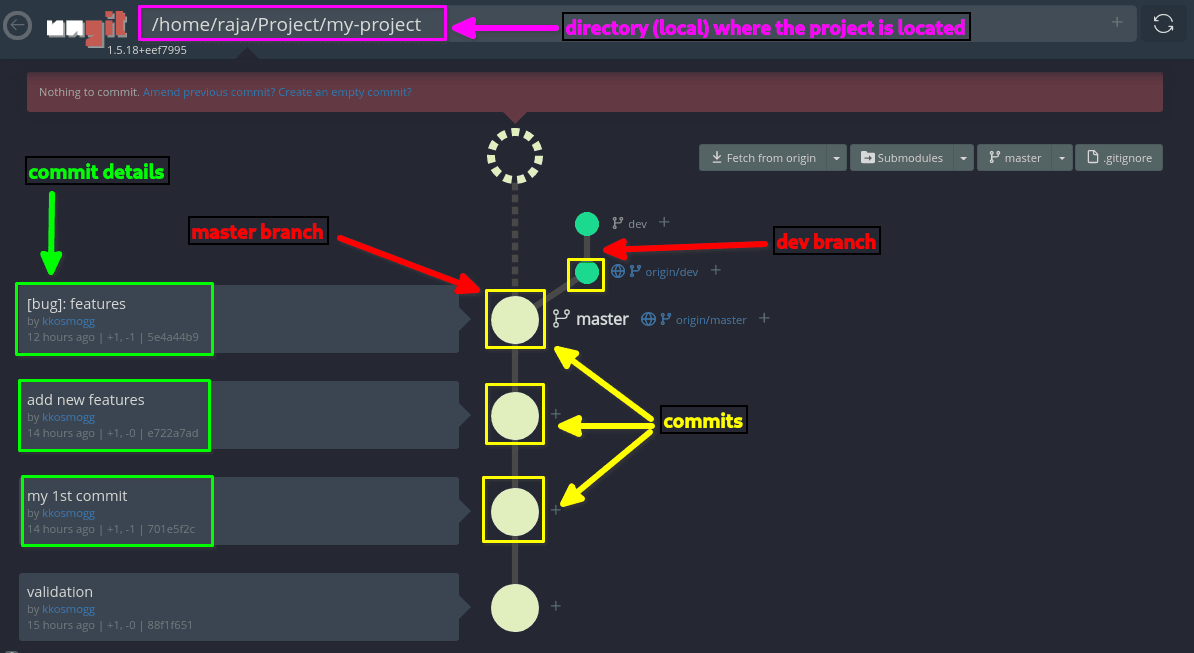 ungit
/home/raja/Project/my-project
directory (local) where the project is located
+
1.5.18+eef7995
Nothing to commit. Amend previous commit? Create an empty commit?
Fetch from origin
Submodules
master
.gitignore
commit details
master branch
dev +
dev branch
origin/dev +
[bug]: features
by kkosmogg
12 hours ago | +1, -1 | 5e4a44b9
master origin/master +
add new features
by kkosmogg
14 hours ago | +1, -0 | e722a7ad
+
commits
my 1st commit
by kkosmogg
14 hours ago | +1, -1 | 701e5f2c
+
validation
by kkosmogg
15 hours ago | +1, -0 | 88f1f651
+